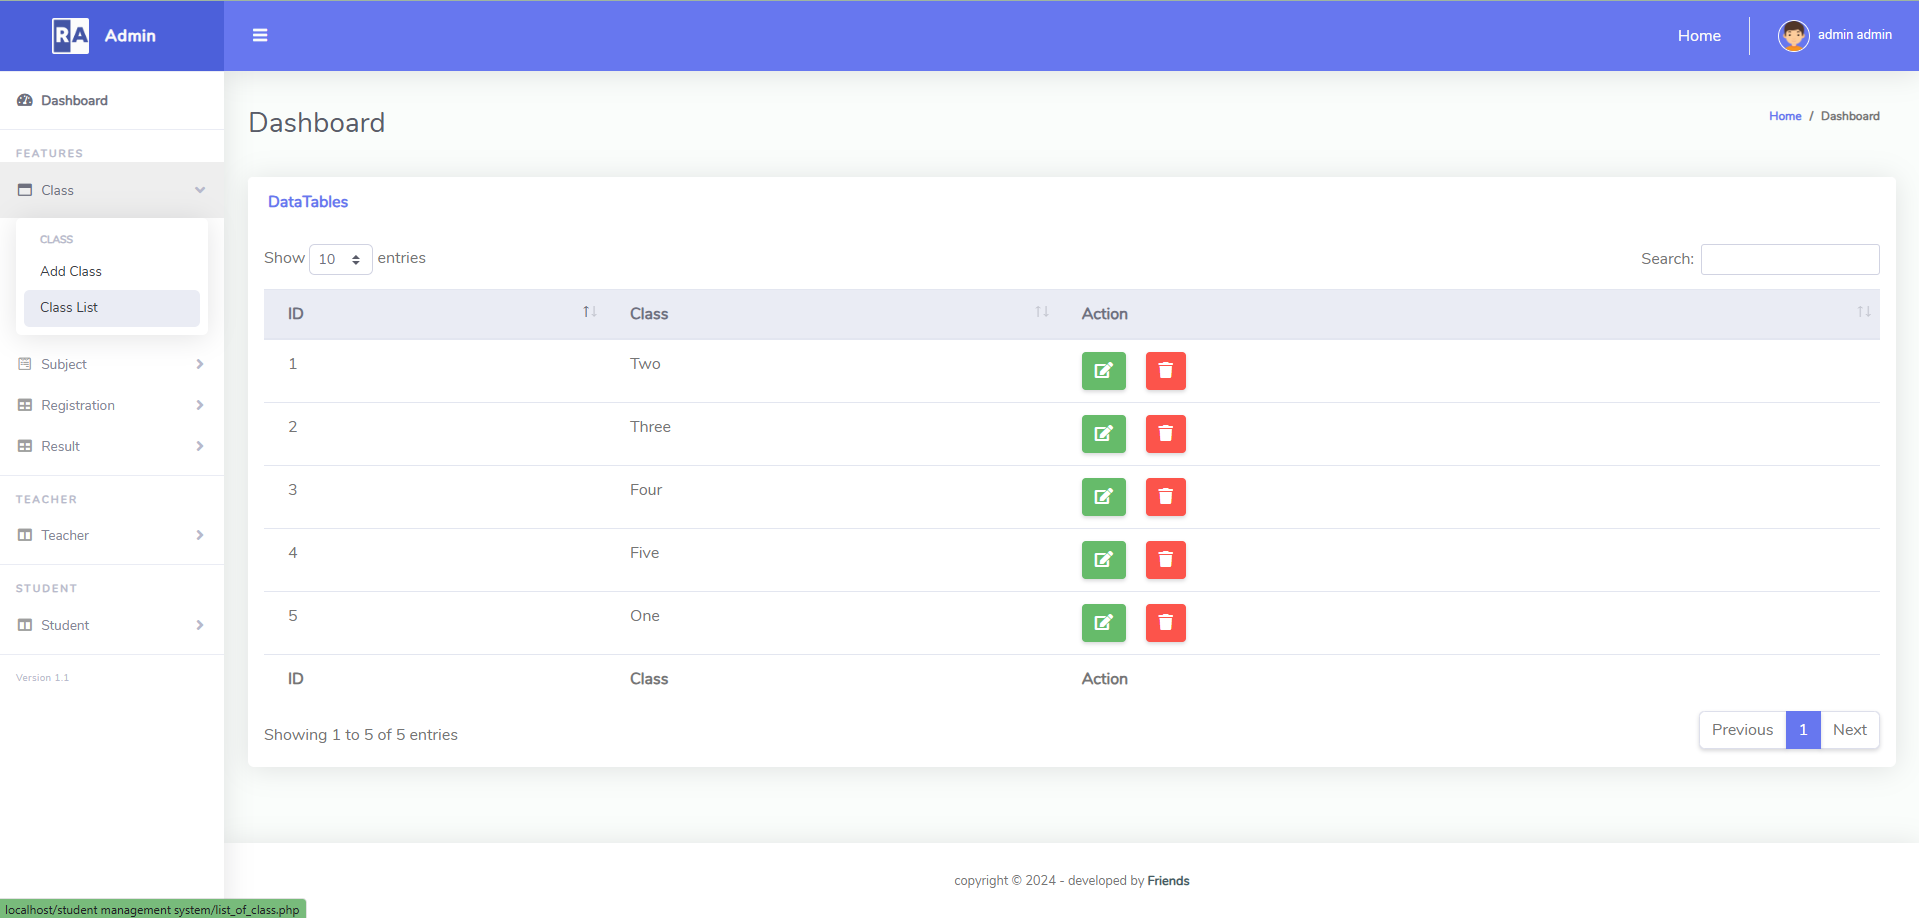 RA Admin
Home
admin admin
Dashboard
FEATURES
Class
CLASS
Add Class
Class List
Subject
Registration
Result
TEACHER
Teacher
STUDENT
Student
Version 1.1
Dashboard
Home / Dashboard
DataTables
Show 10 entries
Search:
ID Class Action
1 Two
2 Three
3 Four
4 Five
5 One
ID Class Action
Showing 1 to 5 of 5 entries
Previous 1 Next
copyright © 2024 - developed by Friends
localhost/student management system/list_of_class.php